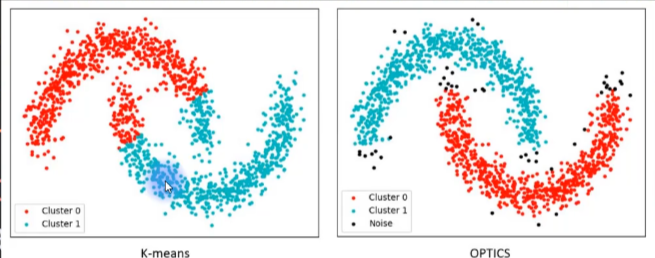 Cluster 0
Cluster 1
K-means
Cluster 0
Cluster 1
Noise
OPTICS